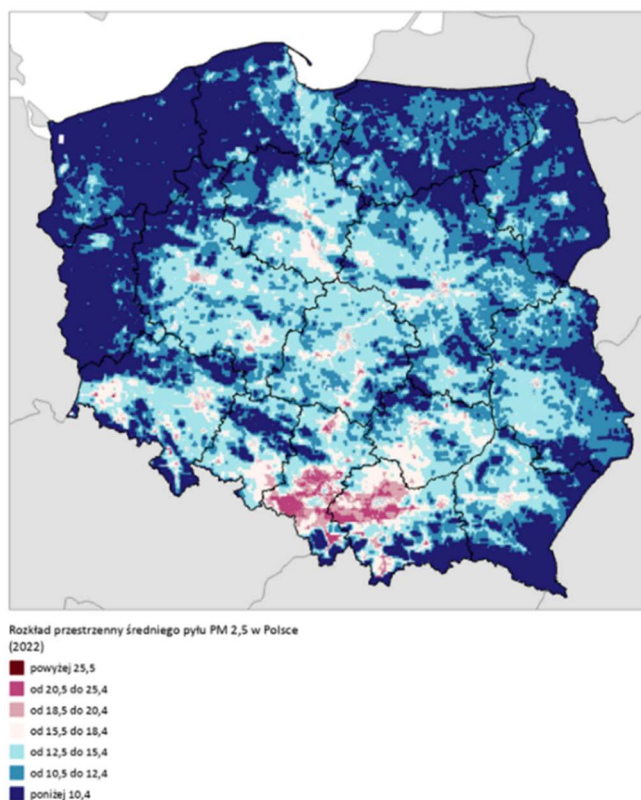 Rozkład przestrzenny średniego pyłu PM 2,5 w Polsce
(2022)
powyżej 25,5
od 20,5 do 25,4
od 18,5 do 20,4
od 15,5 do 18,4
od 12,5 do 15,4
od 10,5 do 12,4
poniżej 10,4